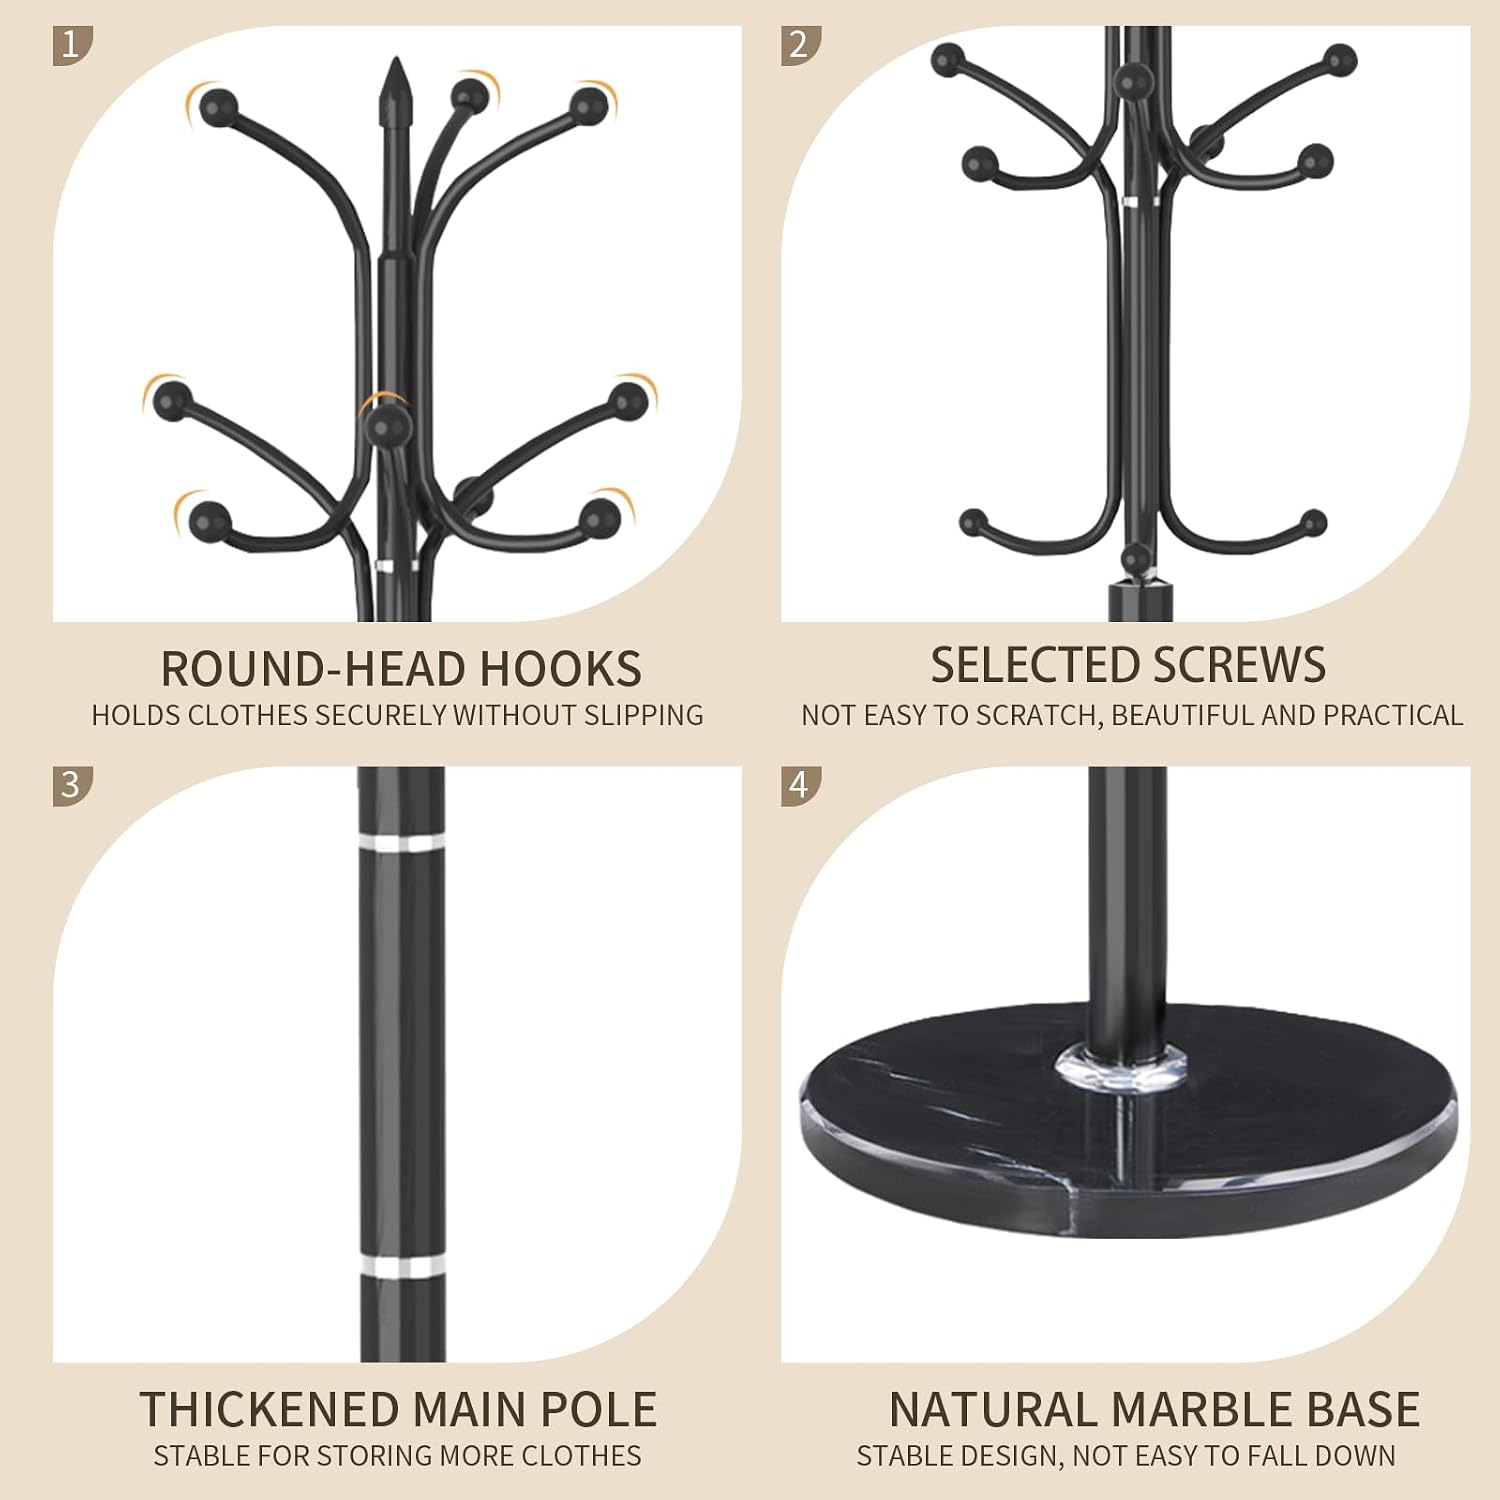 1
ROUND-HEAD HOOKS
HOLDS CLOTHES SECURELY WITHOUT SLIPPING
2
SELECTED SCREWS
NOT EASY TO SCRATCH, BEAUTIFUL AND PRACTICAL
3
THICKENED MAIN POLE
STABLE FOR STORING MORE CLOTHES
4
NATURAL MARBLE BASE
STABLE DESIGN, NOT EASY TO FALL DOWN